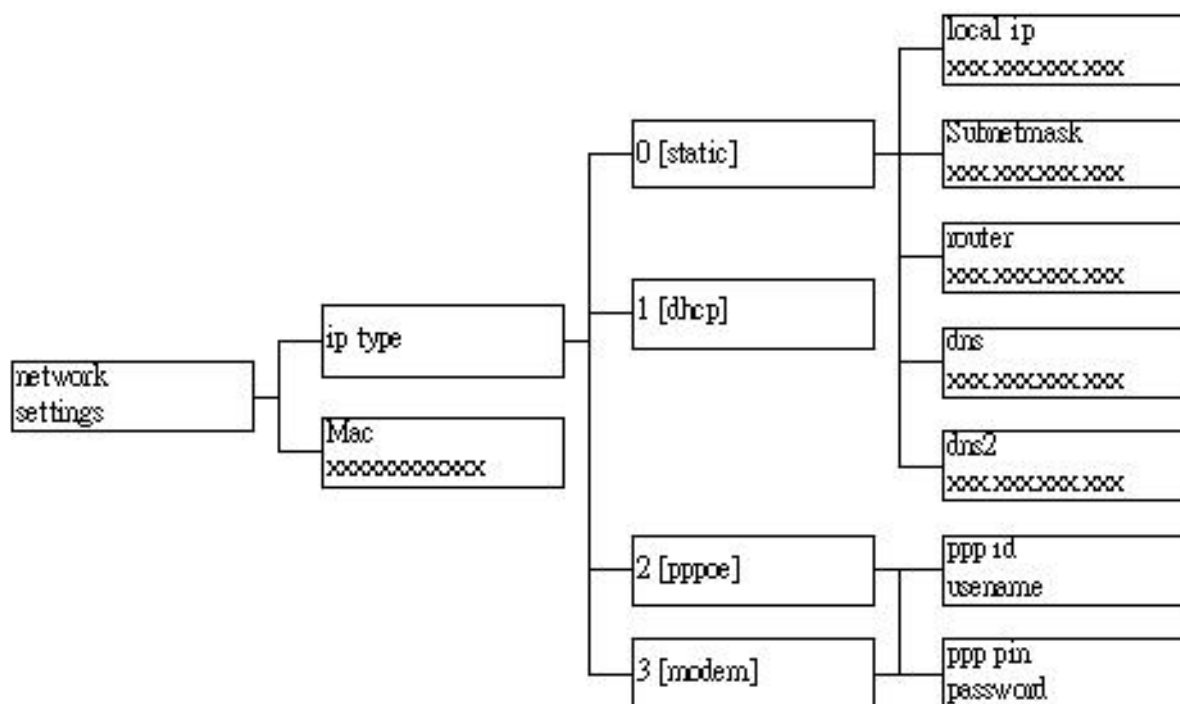 network
settings
ip type
Mac
xxxxxxxxxxxx
0 [static]
1 [dhcp]
2 [pppoe]
3 [modem]
local ip
xxx.xxx.xxx.xxx
Subnetmask
xxx.xxx.xxx.xxx
router
xxx.xxx.xxx.xxx
dns
xxx.xxx.xxx.xxx
dns2
xxx.xxx.xxx.xxx
ppp id
usename
ppp pin
password